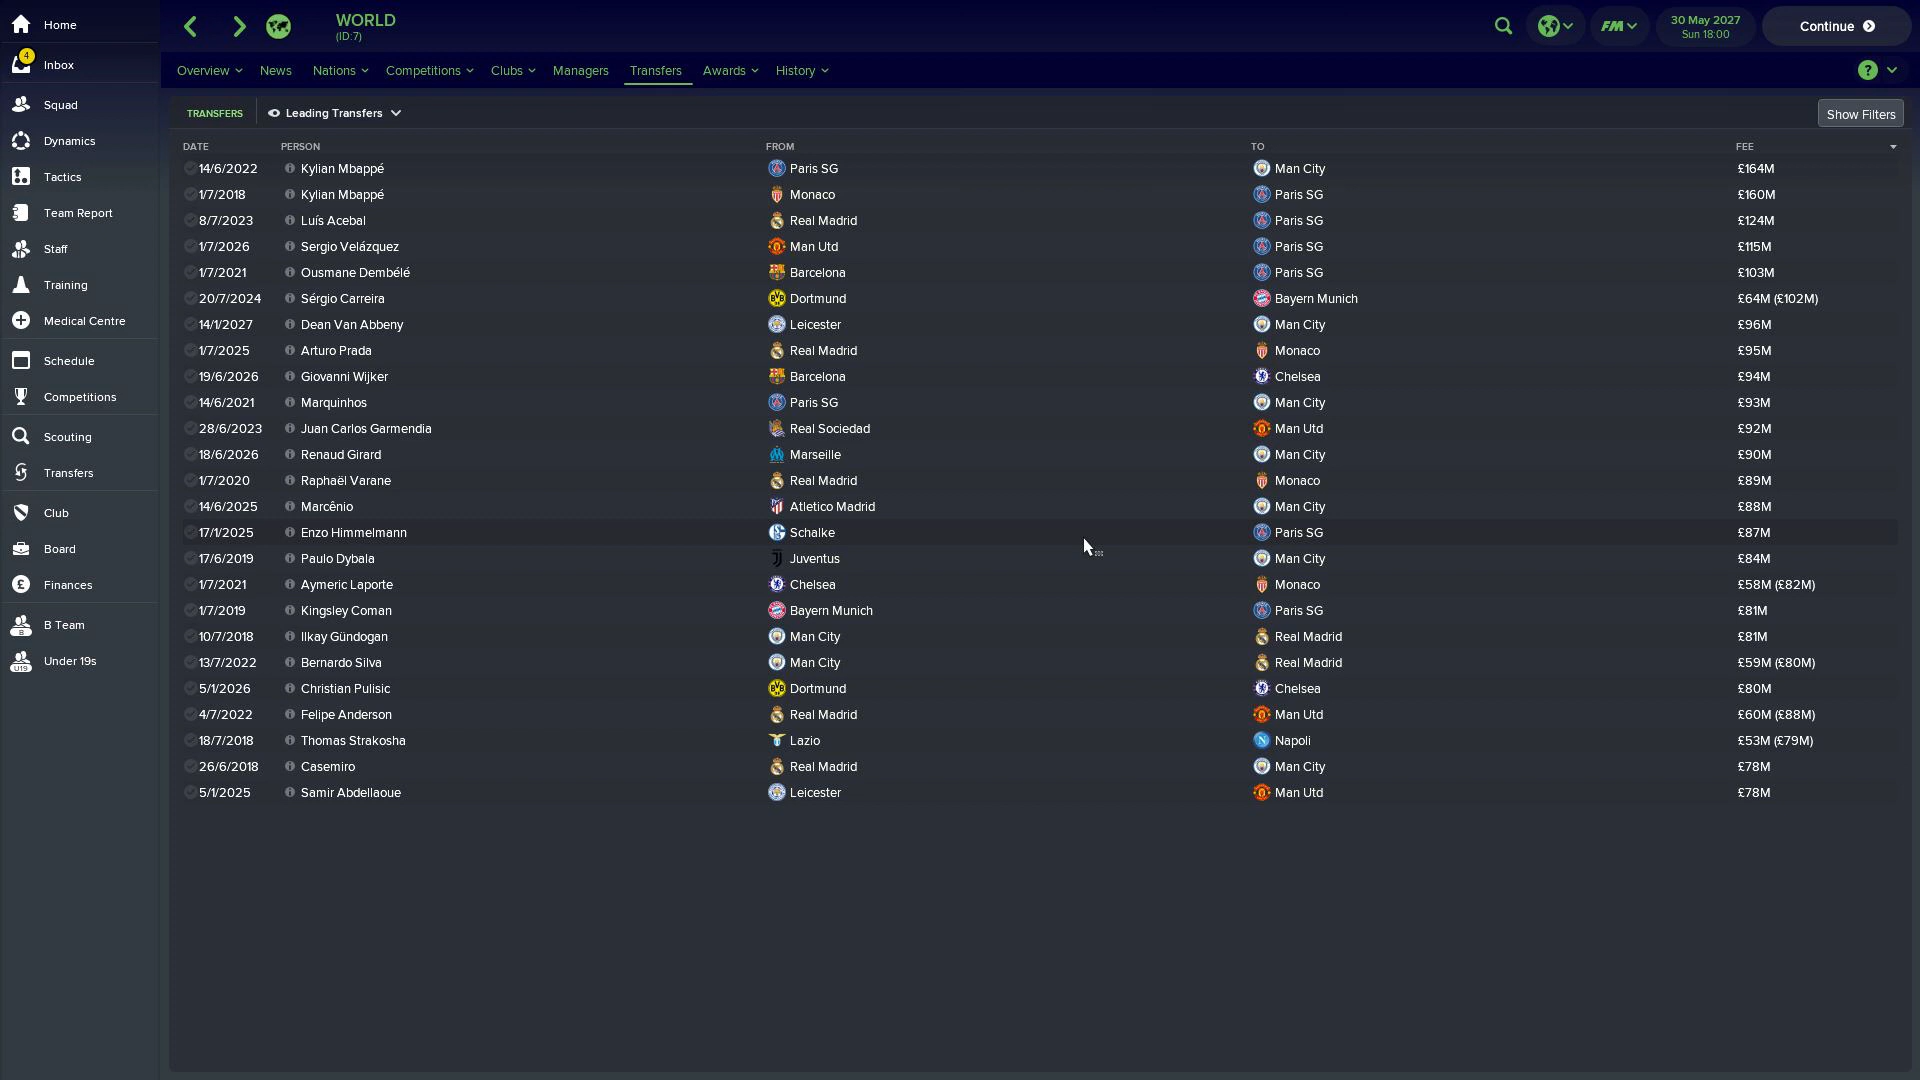 Home
4
Inbox
Squad
Dynamics
Tactics
Team Report
Staff
Training
Medical Centre
Schedule
Competitions
Scouting
Transfers
Club
Board
Finances
B Team
Under 19s
WORLD
(ID:7)
FM
30 May 2027
Sun 18:00
Continue
Overview News Nations Competitions Clubs Managers Transfers Awards History
?
TRANSFERS Leading Transfers Show Filters
DATE PERSON FROM TO FEE
14/6/2022 Kylian Mbappé Paris SG Man City £164M
1/7/2018 Kylian Mbappé Monaco Paris SG £160M
8/7/2023 Luís Acebal Real Madrid Paris SG £124M
1/7/2026 Sergio Velázquez Man Utd Paris SG £115M
1/7/2021 Ousmane Dembélé Barcelona Paris SG £103M
20/7/2024 Sérgio Carreira Dortmund Bayern Munich £64M (£102M)
14/1/2027 Dean Van Abbeny Leicester Man City £96M
1/7/2025 Arturo Prada Real Madrid Monaco £95M
19/6/2026 Giovanni Wijker Barcelona Chelsea £94M
14/6/2021 Marquinhos Paris SG Man City £93M
28/6/2023 Juan Carlos Garmendia Real Sociedad Man Utd £92M
18/6/2026 Renaud Girard Marseille Man City £90M
1/7/2020 Raphaël Varane Real Madrid Monaco £89M
14/6/2025 Marcênio Atletico Madrid Man City £88M
17/1/2025 Enzo Himmelmann Schalke Paris SG £87M
17/6/2019 Paulo Dybala Juventus Man City £84M
1/7/2021 Aymeric Laporte Chelsea Monaco £58M (£82M)
1/7/2019 Kingsley Coman Bayern Munich Paris SG £81M
10/7/2018 Ilkay Gündogan Man City Real Madrid £81M
13/7/2022 Bernardo Silva Man City Real Madrid £59M (£80M)
5/1/2026 Christian Pulisic Dortmund Chelsea £80M
4/7/2022 Felipe Anderson Real Madrid Man Utd £60M (£88M)
18/7/2018 Thomas Strakosha Lazio Napoli £53M (£79M)
26/6/2018 Casemiro Real Madrid Man City £78M
5/1/2025 Samir Abdellaoue Leicester Man Utd £78M